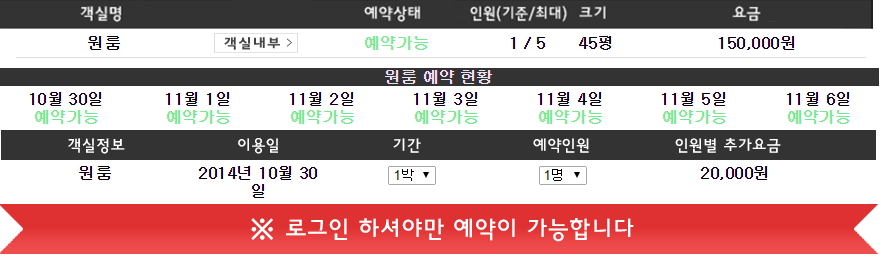 객실명 예약상태 인원(기준/최대) 크기 요금
원룸 객실내부 > 예약가능 1 / 5 45평 150,000원
원룸 예약 현황
10월 30일 11월 1일 11월 2일 11월 3일 11월 4일 11월 5일 11월 6일
예약가능 예약가능 예약가능 예약가능 예약가능 예약가능 예약가능
객실정보 이용일 기간 예약인원 인원별 추가요금
원룸 2014년 10월 30 1박 1명 20,000원
일
※ 로그인 하셔야만 예약이 가능합니다